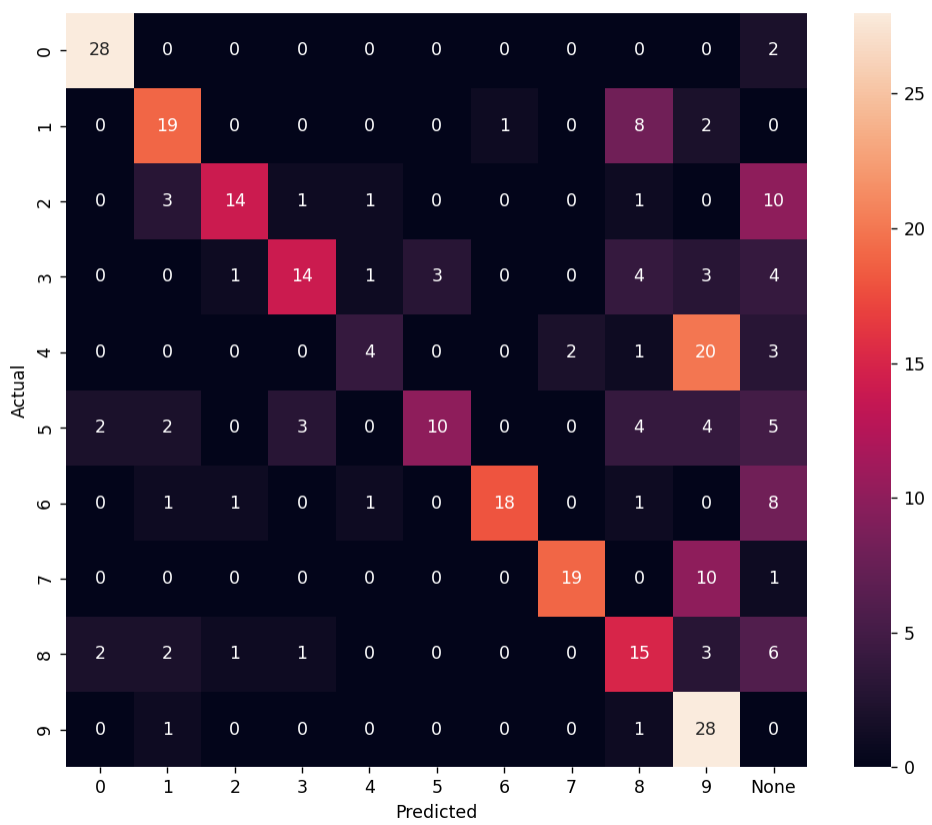 0 28 0 0 0 0 0 0 0 0 0 2
1 0 19 0 0 0 0 1 0 8 2 0
2 0 3 14 1 1 0 0 0 1 0 10
3 0 0 1 14 1 3 0 0 4 3 4
4 0 0 0 0 4 0 0 2 1 20 3
5 2 2 0 3 0 10 0 0 4 4 5
6 0 1 1 0 1 0 18 0 1 0 8
7 0 0 0 0 0 0 0 19 0 10 1
8 2 2 1 1 0 0 0 0 15 3 6
9 0 1 0 0 0 0 0 0 1 28 0
0 1 2 3 4 5 6 7 8 9 None
Predicted
Actual
25
20
15
10
5
0